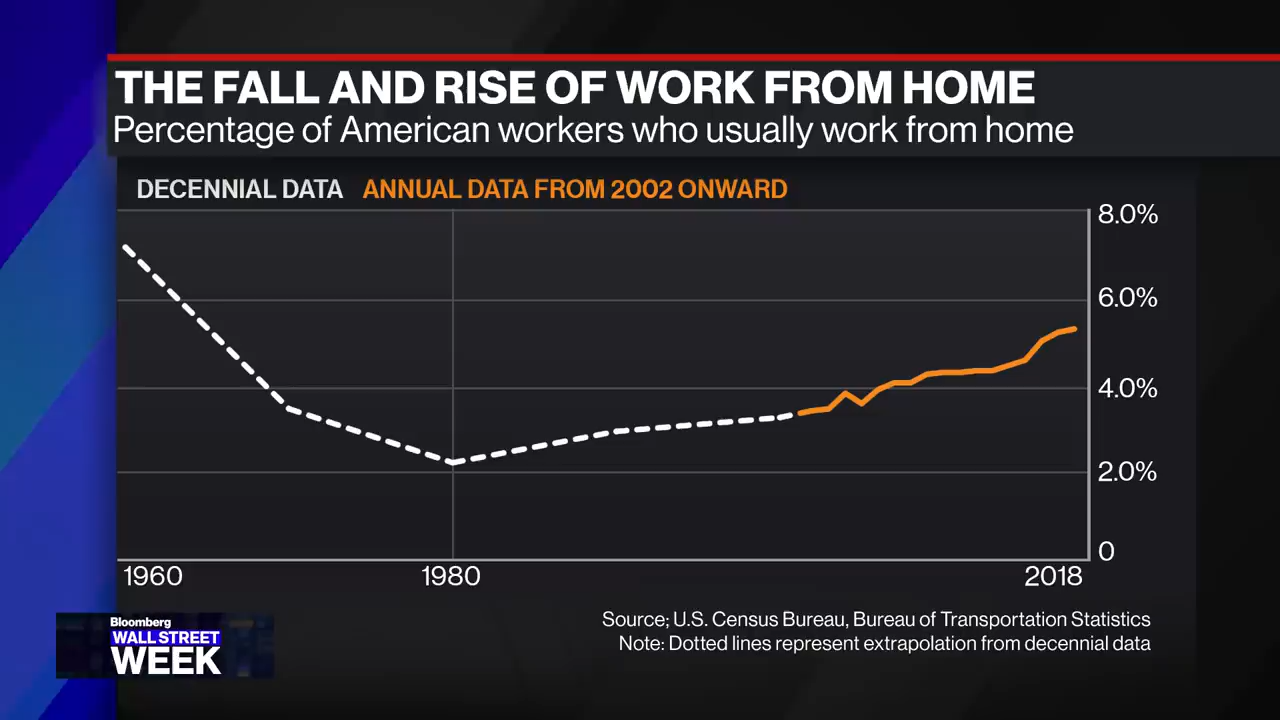 THE FALL AND RISE OF WORK FROM HOME
Percentage of American workers who usually work from home
DECENNIAL DATA ANNUAL DATA FROM 2002 ONWARD
8.0%
6.0%
4.0%
2.0%
0
1960 1980 2018
Source; U.S. Census Bureau, Bureau of Transportation Statistics
Note: Dotted lines represent extrapolation from decennial data
Bloomberg
WALL STREET
WEEK